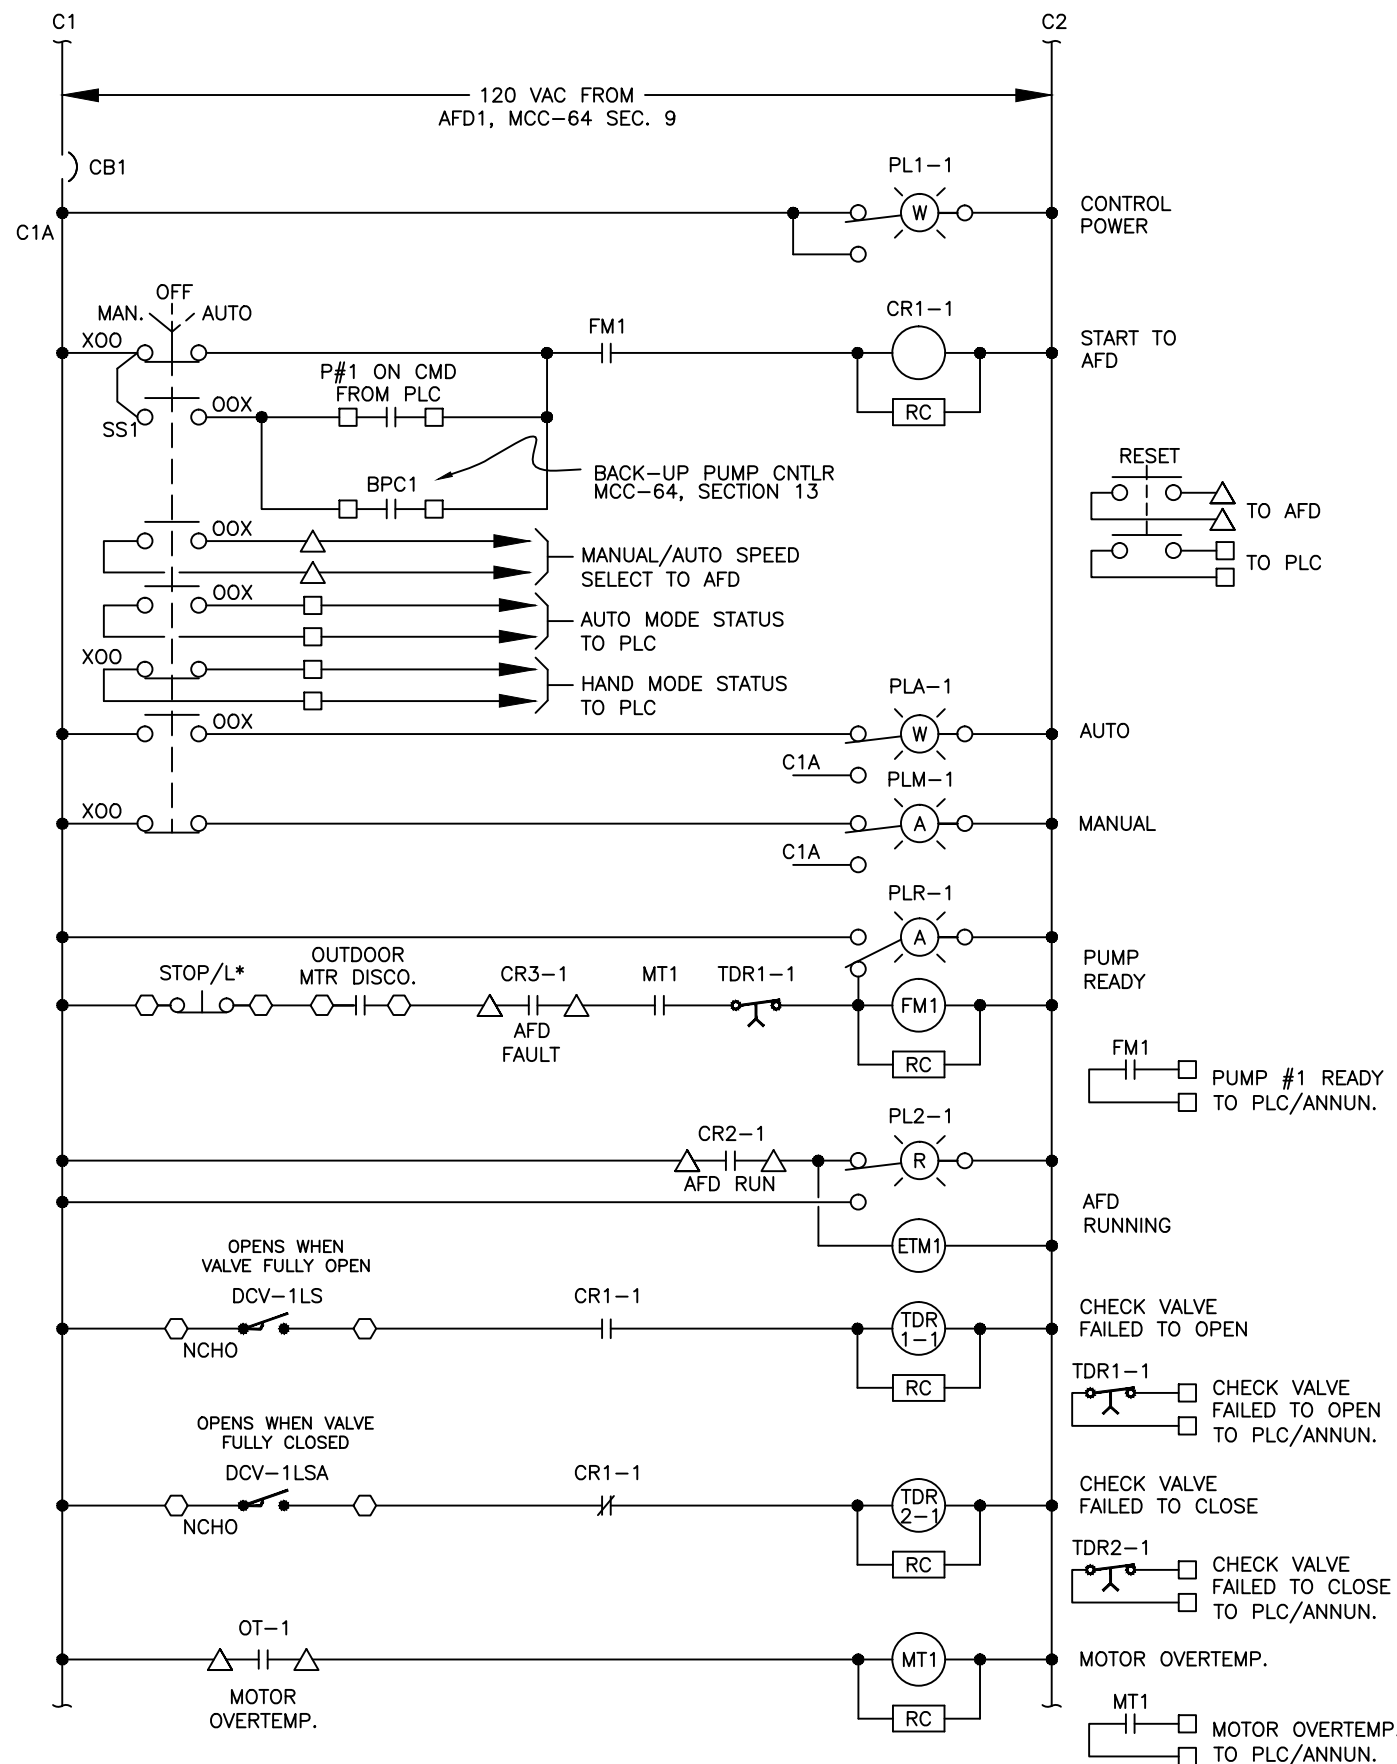 C1
C2
120 VAC FROM
AFD1, MCC-64 SEC. 9
CB1
PL1-1
W
CONTROL
POWER
C1A
OFF
MAN.
AUTO
XOO
FM1
CR1-1
START TO
AFD
P#1 ON CMD
FROM PLC
RC
OOX
SS1
BPC1
BACK-UP PUMP CNTLR
MCC-64, SECTION 13
RESET
TO AFD
TO PLC
OOX
MANUAL/AUTO SPEED
SELECT TO AFD
OOX
AUTO MODE STATUS
TO PLC
XOO
HAND MODE STATUS
TO PLC
OOX
PLA-1
W
AUTO
C1A
PLM-1
XOO
A
MANUAL
C1A
PLR-1
A
PUMP
READY
STOP/L*
OUTDOOR
MTR DISCO.
CR3-1
AFD
FAULT
MT1
TDR1-1
FM1
RC
FM1
PUMP #1 READY
TO PLC/ANNUN.
CR2-1
AFD RUN
PL2-1
R
AFD
RUNNING
ETM1
OPENS WHEN
VALVE FULLY OPEN
DCV-1LS
NCHO
CR1-1
TDR
1-1
RC
CHECK VALVE
FAILED TO OPEN
TDR1-1
CHECK VALVE
FAILED TO OPEN
TO PLC/ANNUN.
OPENS WHEN VALVE
FULLY CLOSED
DCV-1LSA
NCHO
CR1-1
TDR
2-1
RC
CHECK VALVE
FAILED TO CLOSE
TDR2-1
CHECK VALVE
FAILED TO CLOSE
TO PLC/ANNUN.
OT-1
MOTOR
OVERTEMP.
MT1
RC
MOTOR OVERTEMP.
MT1
MOTOR OVERTEMP.
TO PLC/ANNUN.